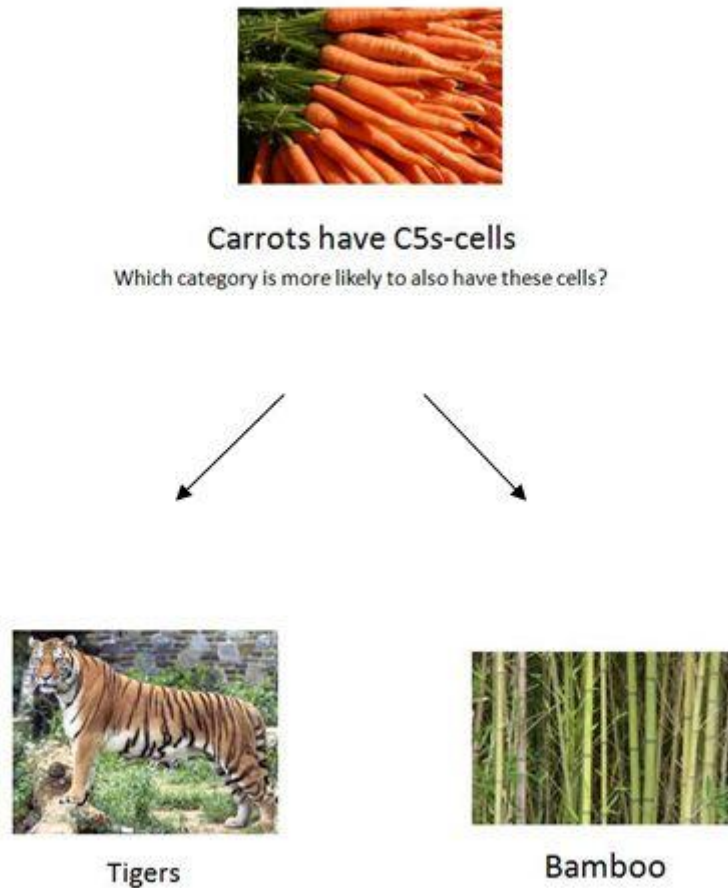 Carrots have C5s-cells
Which category is more likely to also have these cells?
Tigers
Bamboo